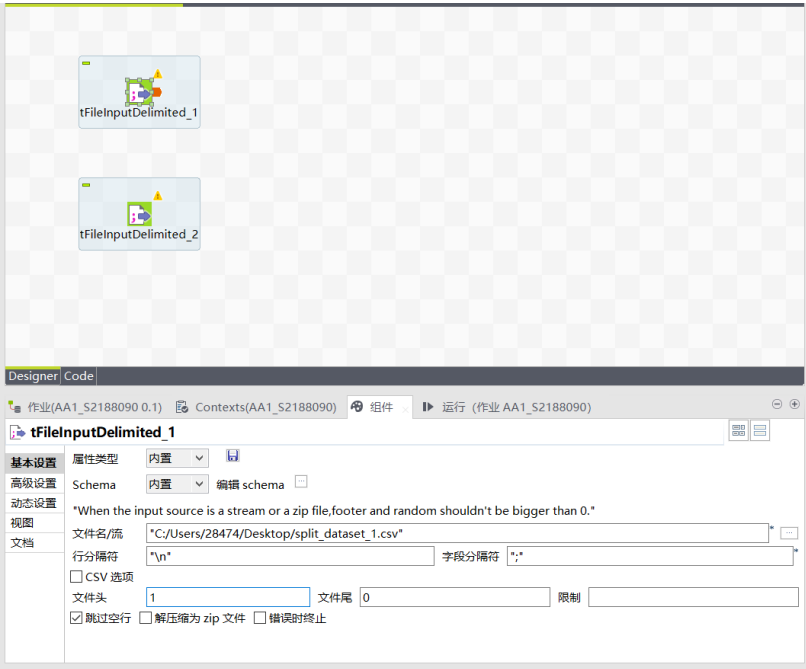 tFileInputDelimited_1
tFileInputDelimited_2
Designer Code
作业(AA1_S2188090 0.1) Contexts(AA1_S2188090) 组件 运行（作业 AA1_S2188090）
tFileInputDelimited_1
基本设置 属性类型 内置
高级设置 Schema 内置 编辑 schema ...
动态设置
视图 "When the input source is a stream or a zip file,footer and random shouldn't be bigger than 0."
文档 文件名/流 "C:/Users/28474/Desktop/split_dataset_1.csv" * ...
行分隔符 "\n" 字段分隔符 ";" *
CSV 选项
文件头 1 文件尾 0 限制
跳过空行 解压缩为 zip 文件 错误时终止